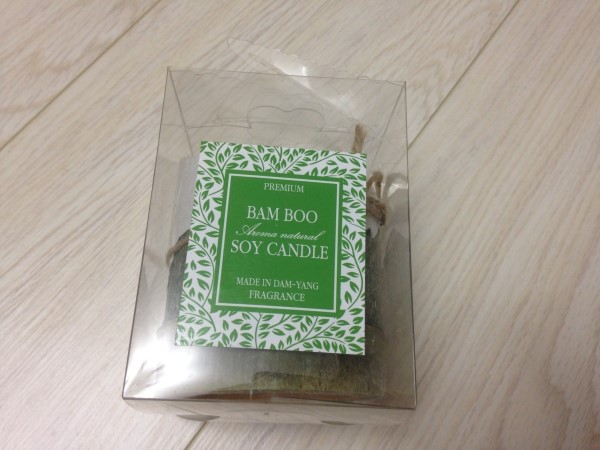 PREMIUM
BAM BOO
Aroma natural
SOY CANDLE
MADE IN DAM-YANG
FRAGRANCE